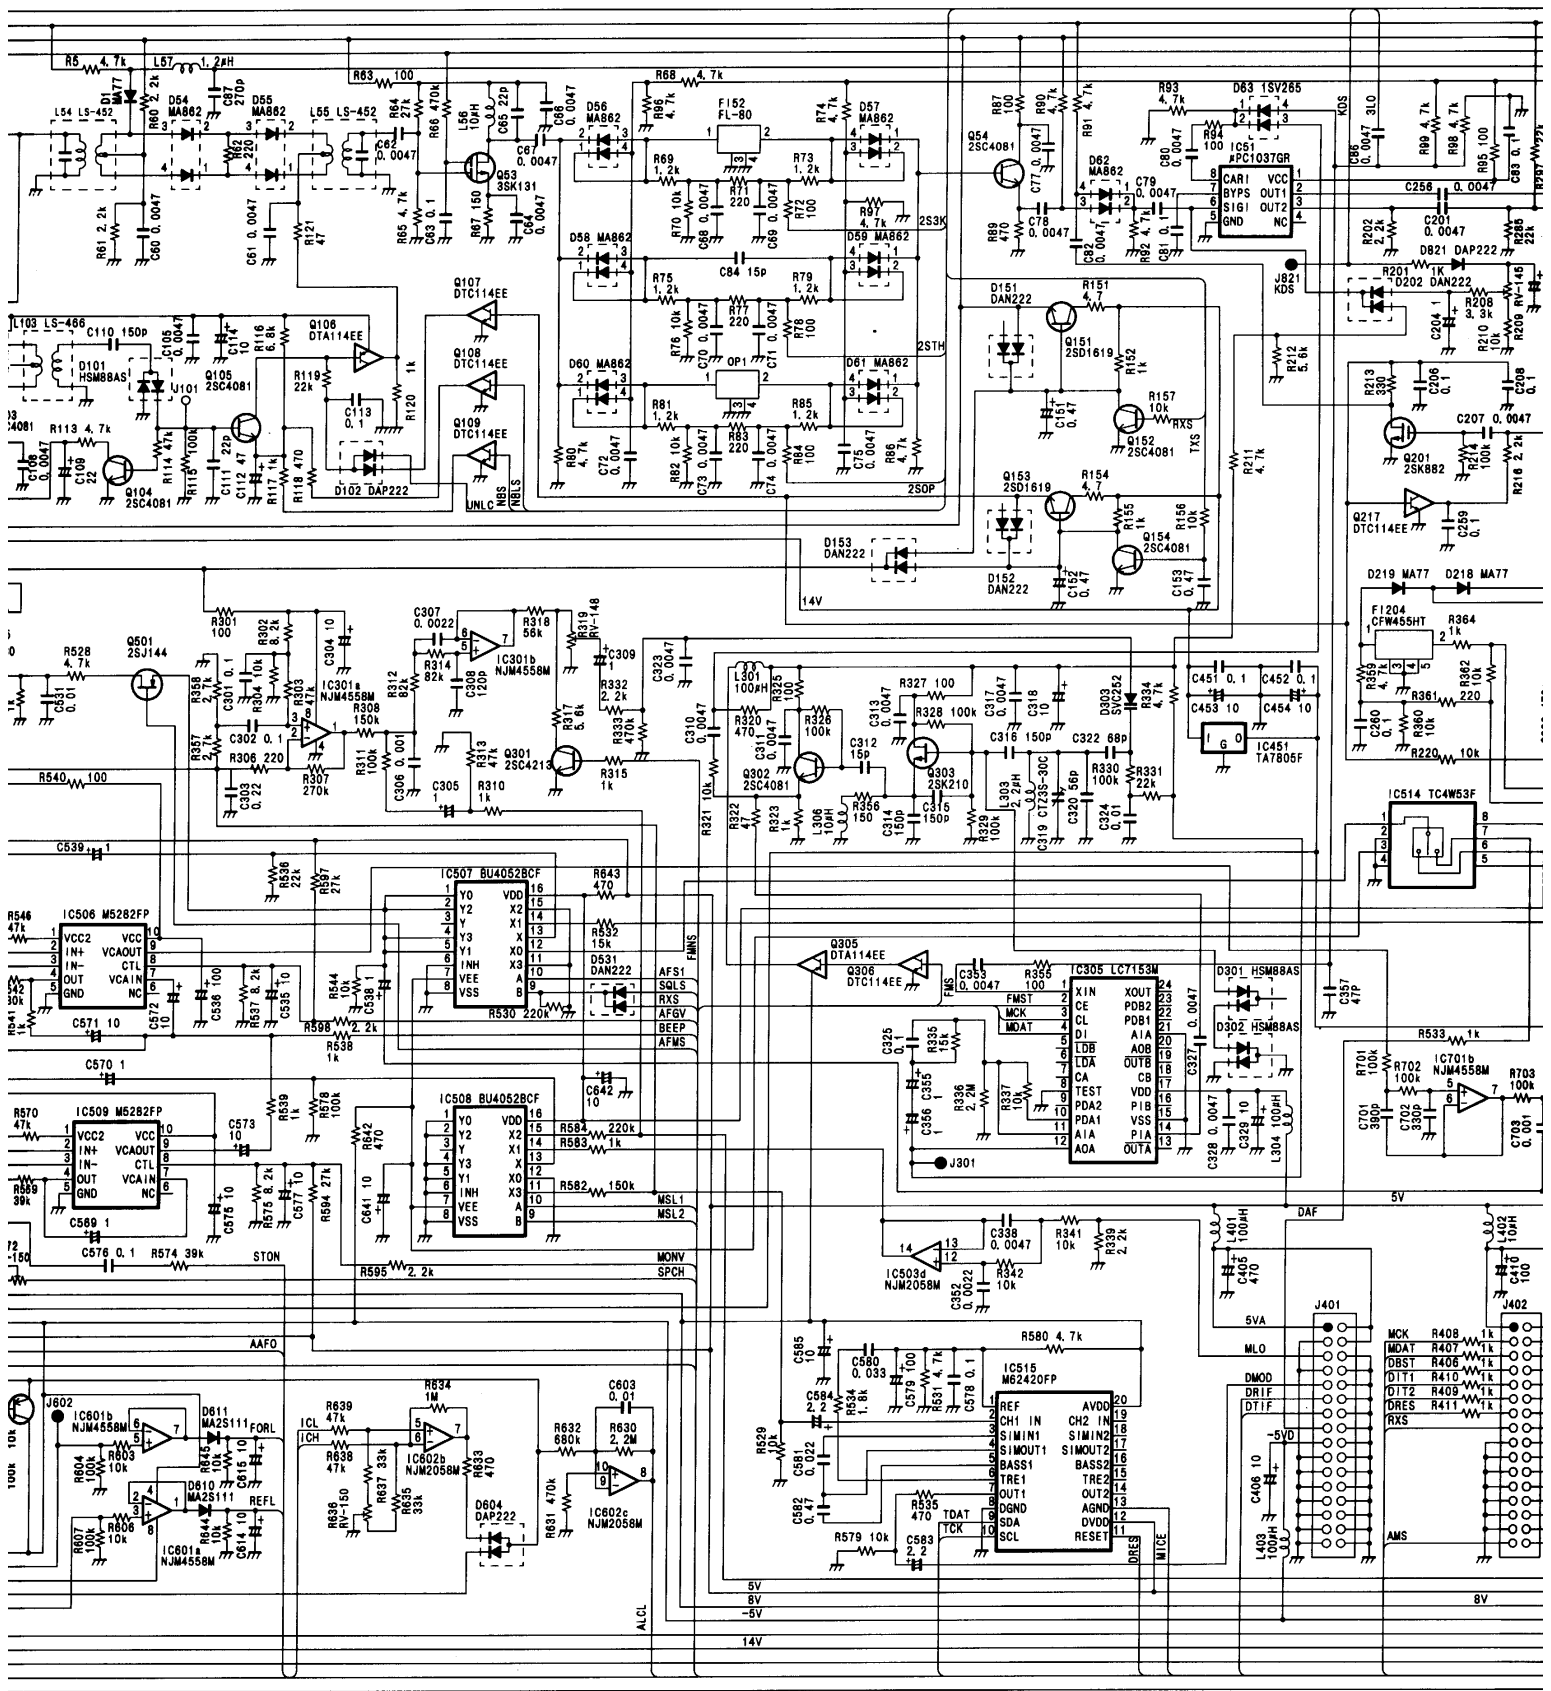 R5 4.7k
L57 1.2μH
D1 MA77
R60 2.2k
C87 270p
L54 LS-452
D54 MA862
D55 MA862
L55 LS-452
R62 220
R61 2.2k
C60 0.0047
C61 0.0047
R121 47
R63 100
R64 27k
R66 470k
C62 0.0047
L56 10μH
C65 22p
C66 0.0047
C67 0.0047
Q53 3SK131
R65 4.7k
C63 0.1
R67 150
C64 0.0047
R68 4.7k
D56 MA862
R96 4.7k
FI52 FL-80
R74 4.7k
D57 MA862
R69 1.2k
R73 1.2k
R70 10k
C68 0.0047
R71 220
C69 0.0047
R72 100
R97 4.7k
2S3K
D58 MA862
D59 MA862
C84 15p
R75 1.2k
R79 1.2k
R76 10k
C70 0.0047
R77 220
C71 0.0047
R78 100
2STH
D60 MA862
OP1
D61 MA862
R81 1.2k
R85 1.2k
R80 4.7k
C72 0.0047
R82 10k
C73 0.0047
R83 220
C74 0.0047
R84 100
C75 0.0047
R86 4.7k
2SOP
R87 100
R90 4.7k
R91 4.7k
Q54 2SC4081
C77 0.0047
R89 470
C78 0.0047
D62 MA862
C79 0.0047
C82 0.0047
R92 4.7k
C81 0.1
R93 4.7k
D63 1SV265
C80 0.0047
R94 100
IC51 μPC1037GR
CARI VCC
BYPS OUT1
SIGI OUT2
GND NC
KDS
3LO
C86 0.0047
R99 4.7k
R98 4.7k
R95 100
C83 0.1
C256 0.0047
C201 0.0047
R202 2.2k
R285 22k
D821 DAP222
J821 KDS
R201 1K
D202 DAN222
RV-145
R208 3.3k
C204 1
R210 10k
R209
R212 5.6k
R213 330
C206 0.1
C208 0.1
C207 0.0047
Q201 2SK882
R214 100k
R216 2.2k
R211 4.7k
Q217 DTC114EE
C259 0.1
L103 LS-466
C110 150p
C105 0.0047
C114 10
R116 6.8k
Q106 DTA114EE
D101 HSM88AS
J101
Q105 2SC4081
R119 22k
R120 1k
C113 0.1
R113 4.7k
C108 0.0047
C109 22
Q104 2SC4081
R114 47k
R115 100k
C111 22p
C112 47
R117 1k
R118 470
D102 DAP222
Q107 DTC114EE
Q108 DTC114EE
Q109 DTC114EE
UNLC
NBS
NBLS
D151 DAN222
R151 4.7
Q151 2SD1619
R152 1k
C151 0.47
R157 10k
RXS
Q152 2SC4081
TXS
Q153 2SD1619
R154 4.7
R155 1k
R156 10k
Q154 2SC4081
D153 DAN222
D152 DAN222
C152 0.47
C153 0.47
14V
D219 MA77
D218 MA77
FI204 CFW455HT
R364 1k
R359 4.7k
R362 10k
R361 220
C260 0.1
R360 10k
R220 10k
IC514 TC4W53F
Q501 2SJ144
R528 4.7k
C531 0.01
R540 100
R301 100
R302 8.2k
C304 10
R358 2.7k
C301 0.1
R304 10k
R303 47k
IC301a NJM4558M
R308 150k
C302 0.1
R357 2.7k
R306 220
R307 270k
C303 0.22
C307 0.0022
R318 56k
R312 82k
R314 82k
C308 120p
IC301b NJM4558M
R319 RV-148
C309 1
R332 2.2k
C323 0.0047
R317 5.6k
R333 470k
R311 100k
C306 0.001
R313 47k
C305 1
R310 1k
Q301 2SC4213
R315 1k
L301 100μH
R325 100
C310 0.0047
R320 470
C311 0.0047
R326 100k
C312 15p
Q302 2SC4081
R321 10k
R322 47
R323 1k
L306 10μH
R356 150
C314 150p
C315 150p
R327 100
C313 0.0047
R328 100k
C317 0.0047
C318 10
D303 SVC252
R334 4.7k
C316 150p
C322 68p
Q303 2SK210
L303 2.2μH
CTZ3S-30C
C319
C320 56p
R329 100k
R330 100k
R331 22k
C324 0.01
C451 0.1
C452 0.1
C453 10
C454 10
IC451 TA7805F
I G O
C539 1
R536 22k
R597 27k
R546 47k
IC506 M5282FP
VCC2 VCC
IN+ VCAOUT
IN- CTL
OUT VCAIN
GND NC
R541 1k
C571 10
C572 10
C536 100
R537 8.2k
C535 10
R544 10k
C538 1
R598 2.2k
R538 1k
IC507 BU4052BCF
Y0 VDD
Y2 X2
Y X1
Y3 X
Y1 X0
INH X3
VEE A
VSS B
R643 470
R532 15k
D531 DAN222
R530 220k
FMNS
AFS1
SQLS
RXS
AFGV
BEEP
AFMS
C570 1
R570 47k
IC509 M5282FP
VCC2 VCC
IN+ VCAOUT
IN- CTL
OUT VCAIN
GND NC
R569 39k
C569 1
C573 10
R539 1k
R578 100k
C575 10
R575 8.2k
C577 10
R594 27k
R642 470
C641 10
IC508 BU4052BCF
Y0 VDD
Y2 X2
Y X1
Y3 X
Y1 X0
INH X3
VEE A
VSS B
C642 10
R584 220k
R583 1k
R582 150k
MSL1
MSL2
MONV
SPCH
C576 0.1
R574 39k
STON
R595 2.2k
Q305 DTA114EE
Q306 DTC114EE
C353 0.0047
R355 100
FMS
FMST
MCK
MDAT
IC305 LC7153M
XIN XOUT
CE PDB2
CL PDB1
DI AIA
LDB AOB
LDA OUTB
CA CB
TEST VDD
PDA2 PIB
PDA1 VSS
AIA PIA
AOA OUTA
C325 0.1
R335 15k
C355 1
C356 1
R336 2.2M
R337 10k
J301
C327 0.0047
D301 HSM88AS
D302 HSM88AS
C328 0.0047
C329 10
L304 100μH
C357 47P
R533 1k
R701 100k
R702 100k
IC701b NJM4558M
R703 100k
C701 390p
C702 330p
C703 0.001
5V
DAF
L401 100μH
C405 470
L402 10μH
C410 100
C338 0.0047
R341 10k
R339 2.2k
IC503d NJM2058M
C352 0.0022
R342 10k
J401
J402
5VA
MLO
DMOD
DRIF
DTIF
-5VD
C406 10
L403 100μH
MCK R408 1k
MDAT R407 1k
DBST R406 1k
DIT1 R410 1k
DIT2 R409 1k
DRES R411 1k
RXS
AMS
AAFO
J602
IC601b NJM4558M
D611 MA2S111
FORL
R604 100k
R603 10k
R645 10k
C615 10
D610 MA2S111
REFL
R607 100k
R606 10k
IC601a NJM4558M
R644 10k
C614 10
ICL
ICH
R639 47k
R638 47k
R634 1M
IC602b NJM2058M
R636 RV-150
R637 33k
R635 33k
R633 470
D604 DAP222
R632 680k
C603 0.01
R630 2.2M
R631 470k
IC602c NJM2058M
ALCL
C585 10
C580 0.033
R580 4.7k
C584 2.2
R534 1.8k
C579 100
R531 4.7k
C578 0.1
IC515 M62420FP
REF AVDD
CH1 IN CH2 IN
SIMIN1 SIMIN2
SIMOUT1 SIMOUT2
BASS1 BASS2
TRE1 TRE2
OUT1 OUT2
DGND AGND
SDA DVDD
SCL RESET
R529 10k
C581 0.022
C582 0.47
R535 470
TDAT
TCK
R579 10k
C583 2.2
DRES
MICE
5V
8V
-5V
14V
8V